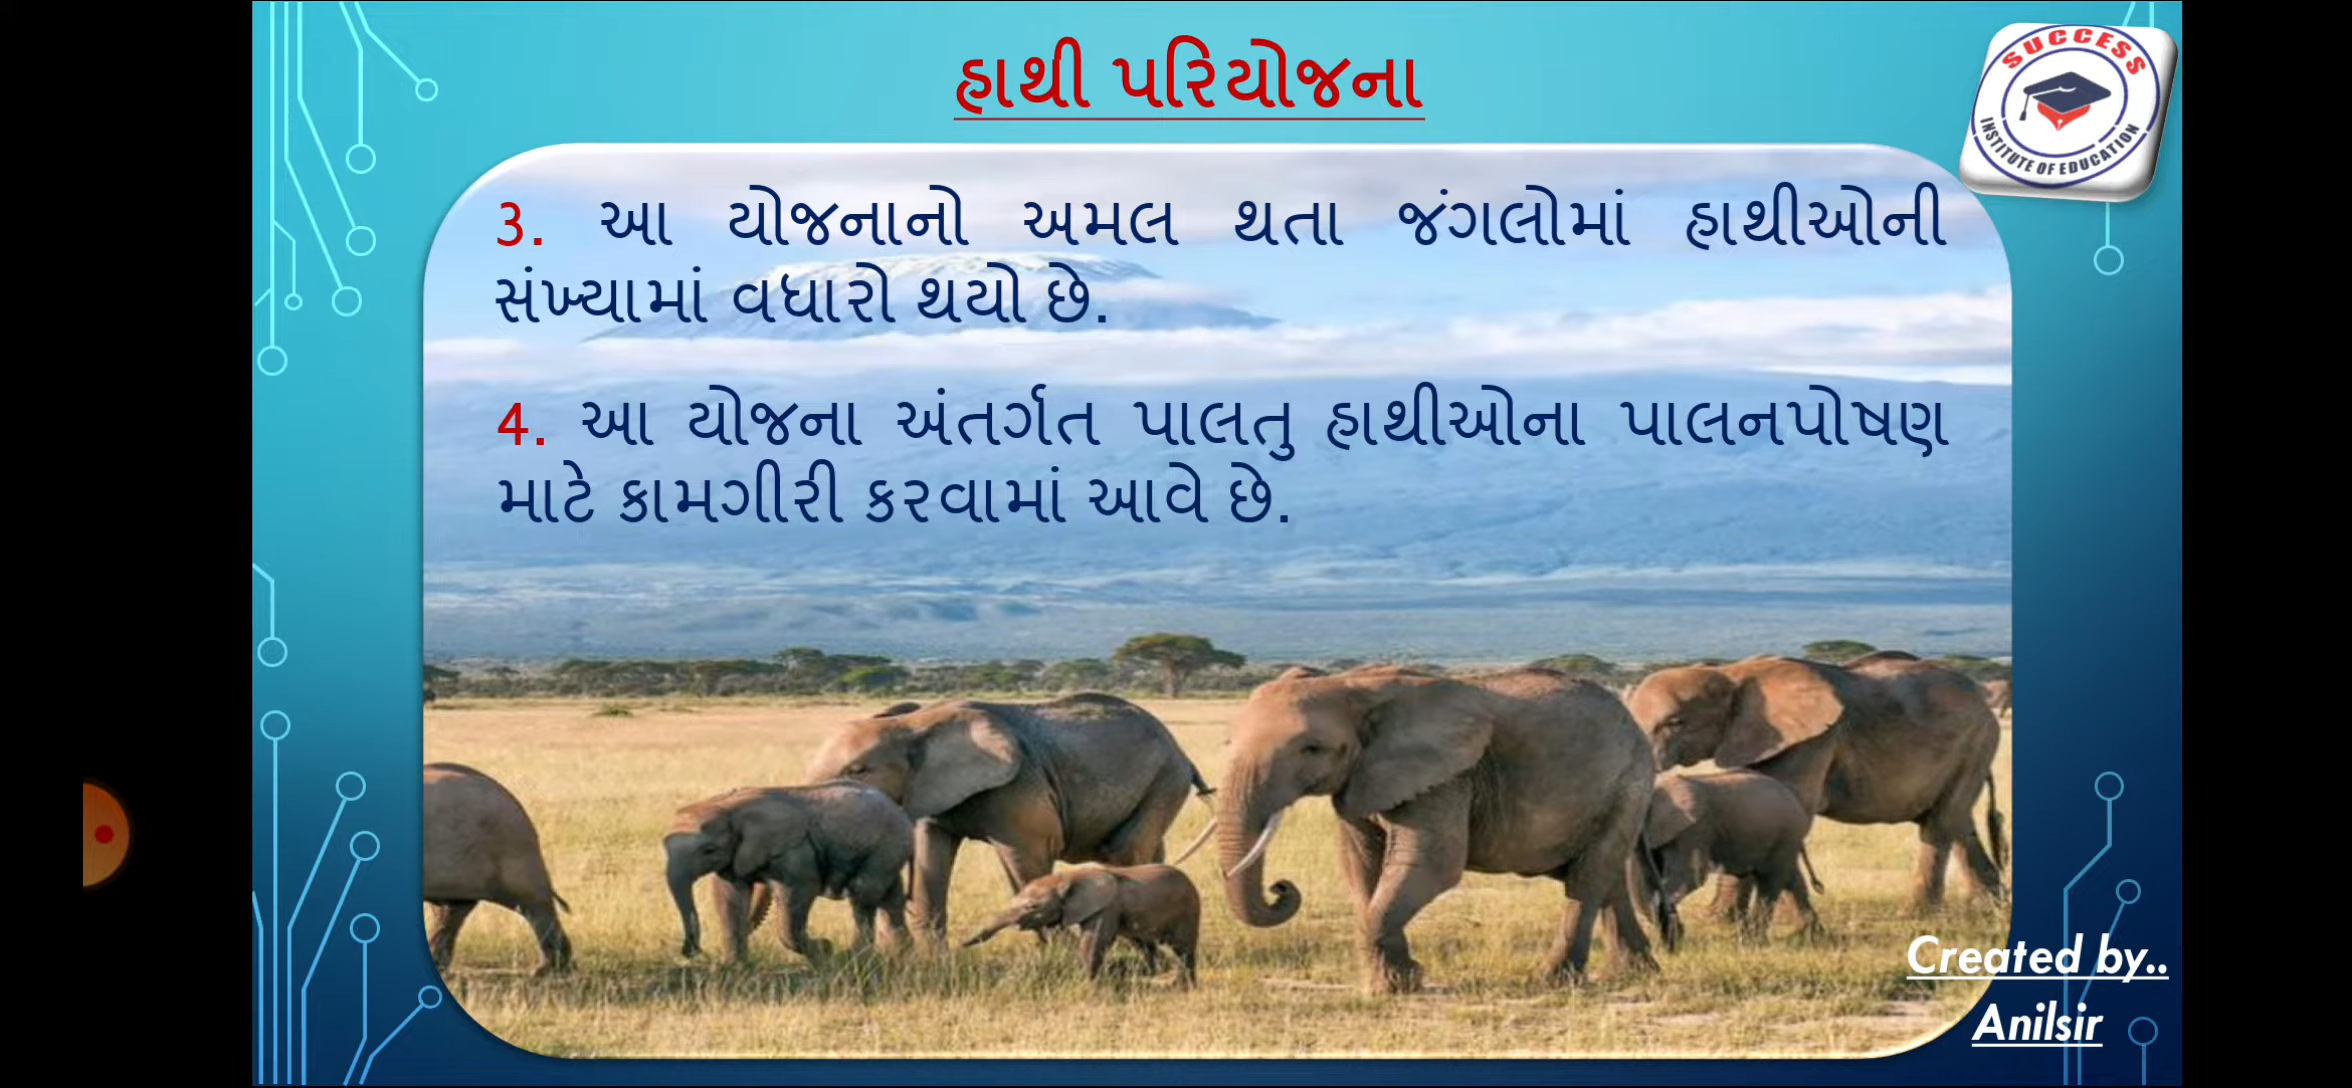 હાથી પરિયોજના
SUCCESS
INSTITUTE OF EDUCATION
3. આ યોજનાનો અમલ થતા જંગલોમાં હાથીઓની
સંખ્યામાં વધારો થયો છે.
4. આ યોજના અંતર્ગત પાલતુ હાથીઓના પાલનપોષણ
માટે કામગીરી કરવામાં આવે છે.
Created by..
Anilsir